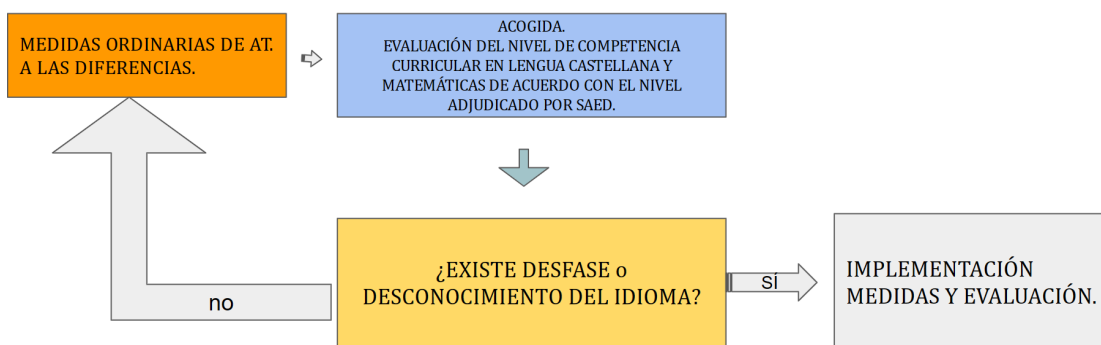 MEDIDAS ORDINARIAS DE AT.
A LAS DIFERENCIAS.
ACOGIDA.
EVALUACIÓN DEL NIVEL DE COMPETENCIA
CURRICULAR EN LENGUA CASTELLANA Y
MATEMÁTICAS DE ACUERDO CON EL NIVEL
ADJUDICADO POR SAED.
¿EXISTE DESFASE o
DESCONOCIMIENTO DEL IDIOMA?
no
SÍ
IMPLEMENTACIÓN
MEDIDAS Y EVALUACIÓN.